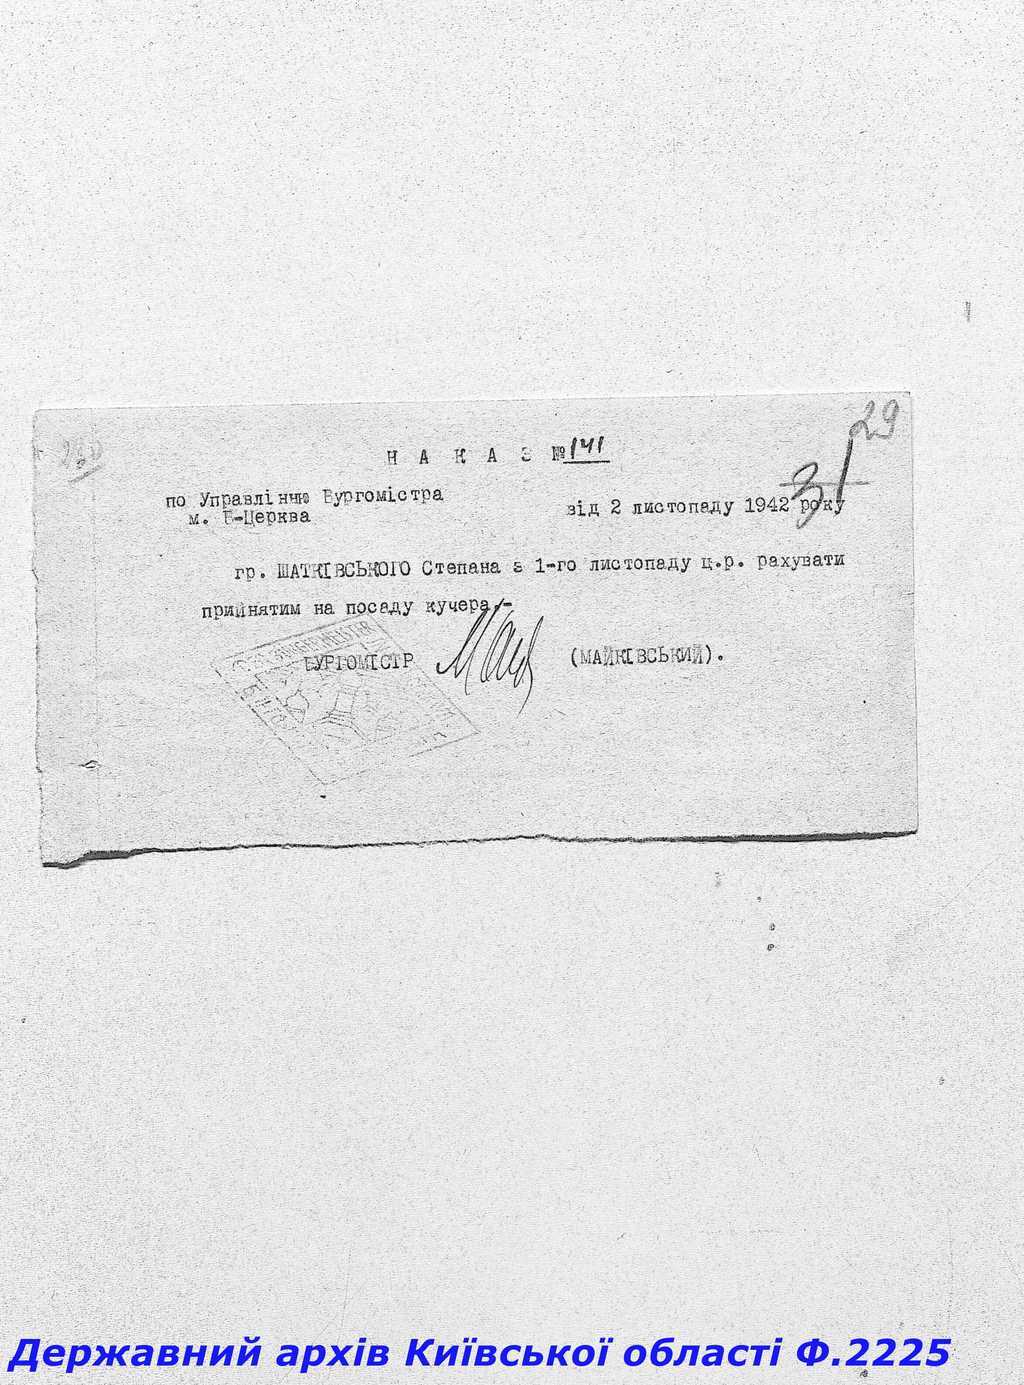 29
31
Н А К А З №141
по Управлінню Бургомістра
м. Б-Церква
від 2 листопаду 1942 року
гр. ШАТКІВСЬКОГО Степана з 1-го листопаду ц.р. рахувати
прийнятим на посаду кучера.-
БУРГОМІСТР (МАЙКІВСЬКИЙ).
Державний архів Київської області Ф.2225